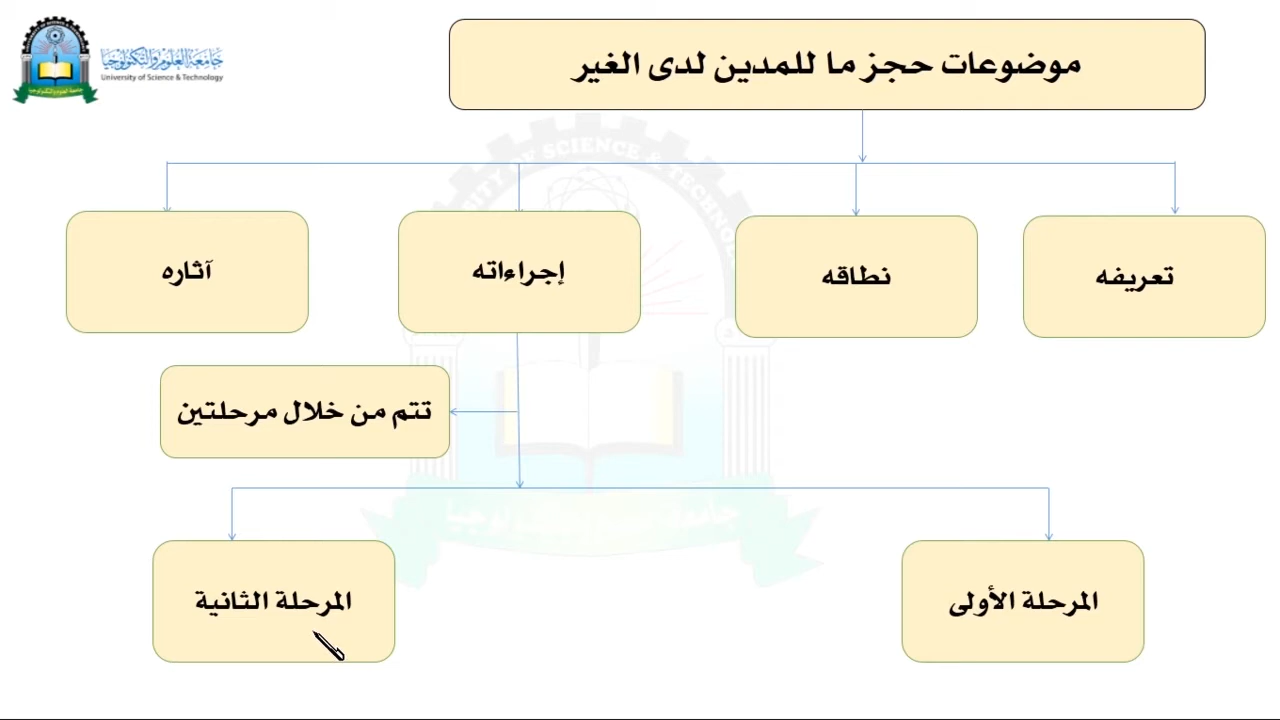 جامعة العلوم والتكنولوجيا
University of Science & Technology
موضوعات حجز ما للمدين لدى الغير
تعريفه
نطاقه
إجراءاته
آثاره
تتم من خلال مرحلتين
المرحلة الأولى
المرحلة الثانية